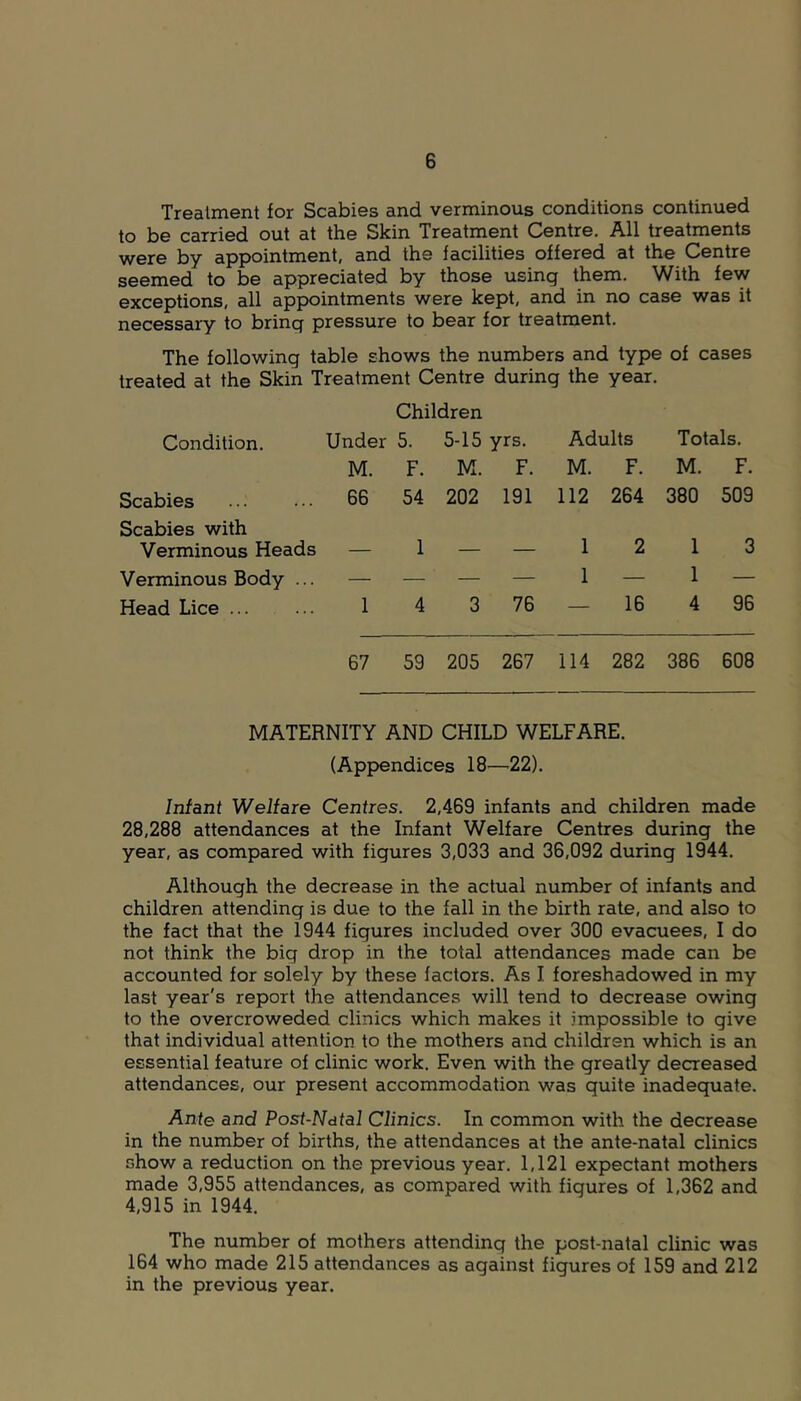 6
Treatment for Scabies and verminous conditions continued
to be carried out at the Skin Treatment Centre. All treatments
were by appointment, and the facilities offered at the Centre
seemed to be appreciated by those using them. With few
exceptions, all appointments were kept, and in no case was it
necessary to bring pressure to bear for treatment.
The following table shows the numbers and type of cases
treated at the Skin Treatment Centre during the year.
Children
Condition. Under 5. 5-15 yrs. Adults Totals.
M. F. M. F. M. F. M. F.
Scabies ... ... 66 54 202 191 112 264 380 509
Scabies with
Verminous Heads — 1 — — 1 2 1 3
Verminous Body ... — — — — 1 — 1 —
Head Lice ... ... 1 4 3 76 — 16 4 96
67 59 205 267 114 282 386 608
MATERNITY AND CHILD WELFARE.
(Appendices 18—22).
Infant Welfare Centres. 2,469 infants and children made
28,288 attendances at the Infant Welfare Centres during the
year, as compared with figures 3,033 and 36,092 during 1944.
Although the decrease in the actual number of infants and
children attending is due to the fall in the birth rate, and also to
the fact that the 1944 figures included over 300 evacuees, I do
not think the big drop in the total attendances made can be
accounted for solely by these factors. As I foreshadowed in my
last year's report the attendances will tend to decrease owing
to the overcroweded clinics which makes it impossible to give
that individual attention to the mothers and children which is an
essential feature of clinic work. Even with the greatly decreased
attendances, our present accommodation was quite inadequate.
Ante and Post-Natal Clinics. In common with the decrease
in the number of births, the attendances at the ante-natal clinics
show a reduction on the previous year. 1,121 expectant mothers
made 3,955 attendances, as compared with figures of 1,362 and
4,915 in 1944.
The number of mothers attending the post-natal clinic was
164 who made 215 attendances as against figures of 159 and 212
in the previous year.